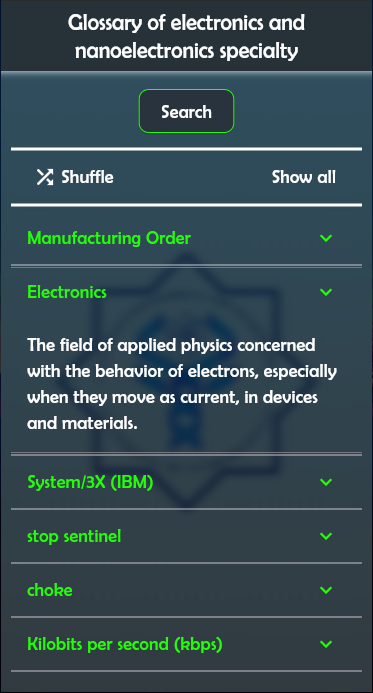 Glossary of electronics and
nanoelectronics specialty
Search
Shuffle
Show all
Manufacturing Order
Electronics
The field of applied physics concerned
with the behavior of electrons, especially
when they move as current, in devices
and materials.
System/3X (IBM)
stop sentinel
choke
Kilobits per second (kbps)